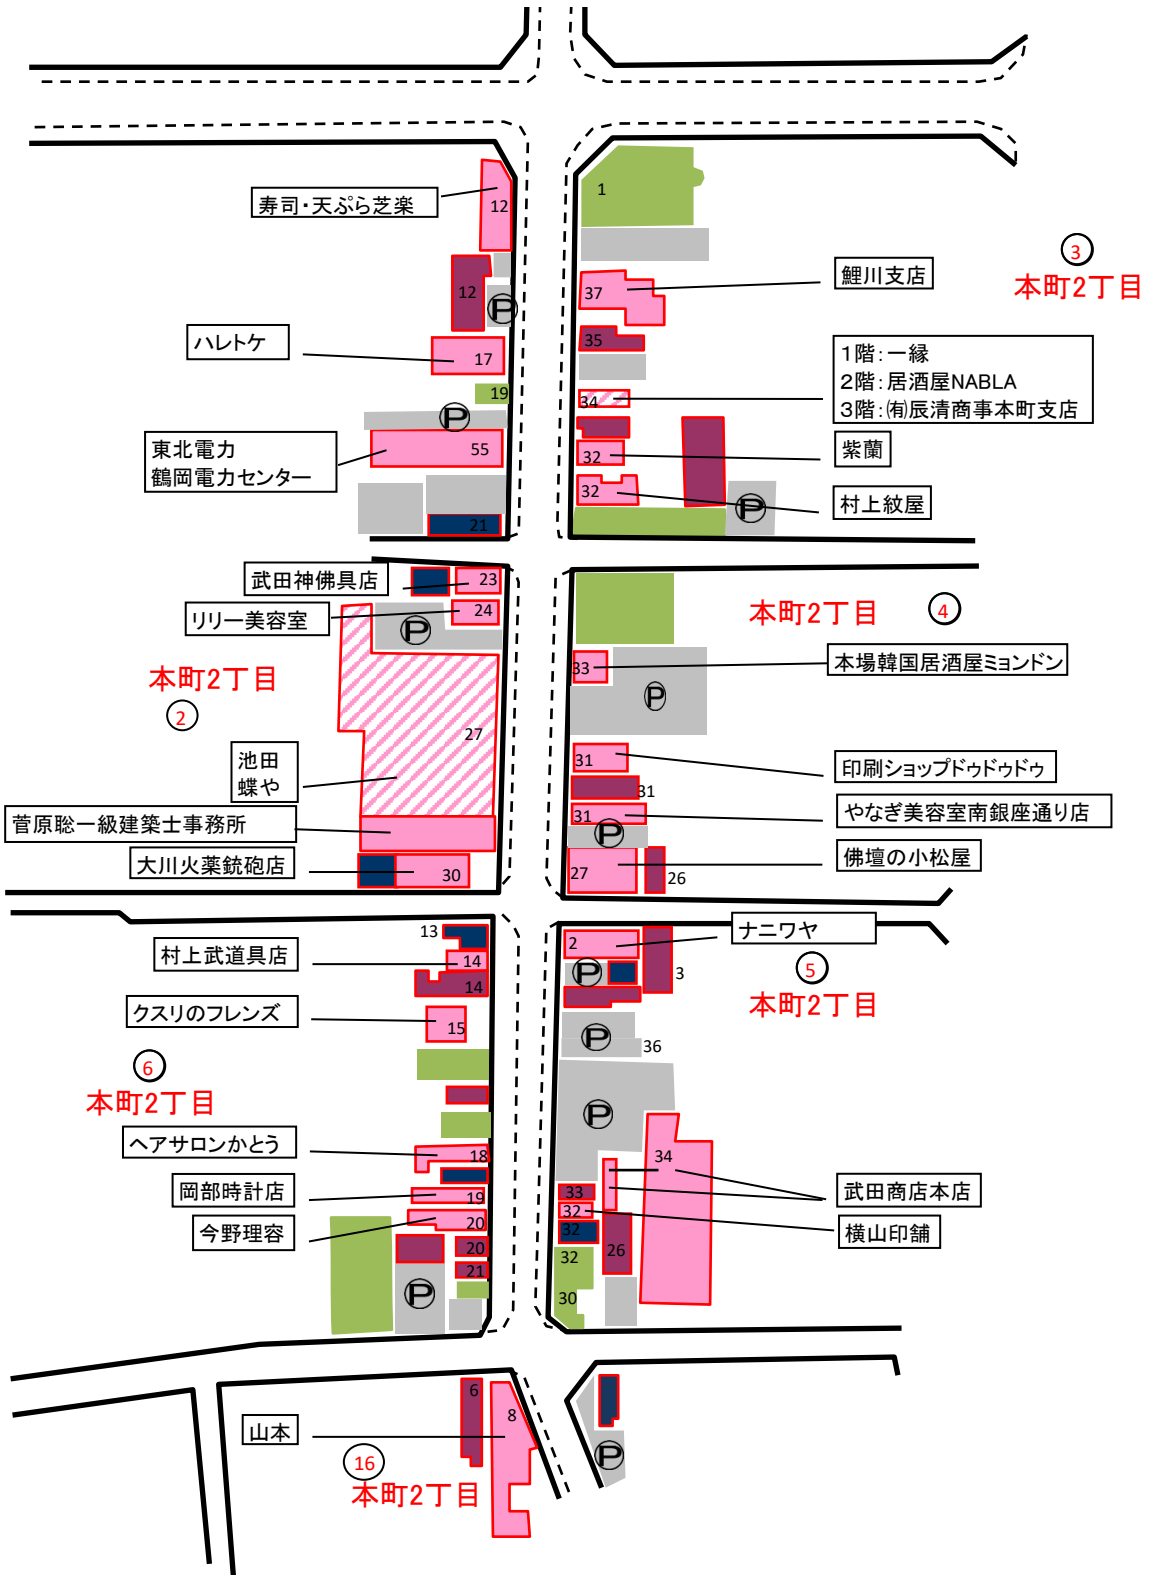 寿司・天ぷら芝楽
12
1
3
本町2丁目
12
P
37
鯉川支店
ハレトケ
17
35
1階：一縁
2階：居酒屋NABLA
3階：㈲辰清商事本町支店
19
P
34
東北電力
鶴岡電力センター
55
32
紫蘭
32
村上紋屋
P
21
武田神佛具店
23
リリー美容室
24
P
本町2丁目
4
本町2丁目
2
33
本場韓国居酒屋ミョンドン
P
27
池田
蝶や
31
印刷ショップドゥドゥドゥ
31
31
やなぎ美容室南銀座通り店
菅原聡一級建築士事務所
P
大川火薬銃砲店
30
27
26
佛壇の小松屋
13
2
ナニワヤ
村上武道具店
14
14
P
3
5
本町2丁目
クスリのフレンズ
15
P
36
6
本町2丁目
P
ヘアサロンかとう
18
34
岡部時計店
19
33
武田商店本店
今野理容
20
32
横山印舗
32
20
32
26
21
P
30
6
8
山本
16
本町2丁目
P